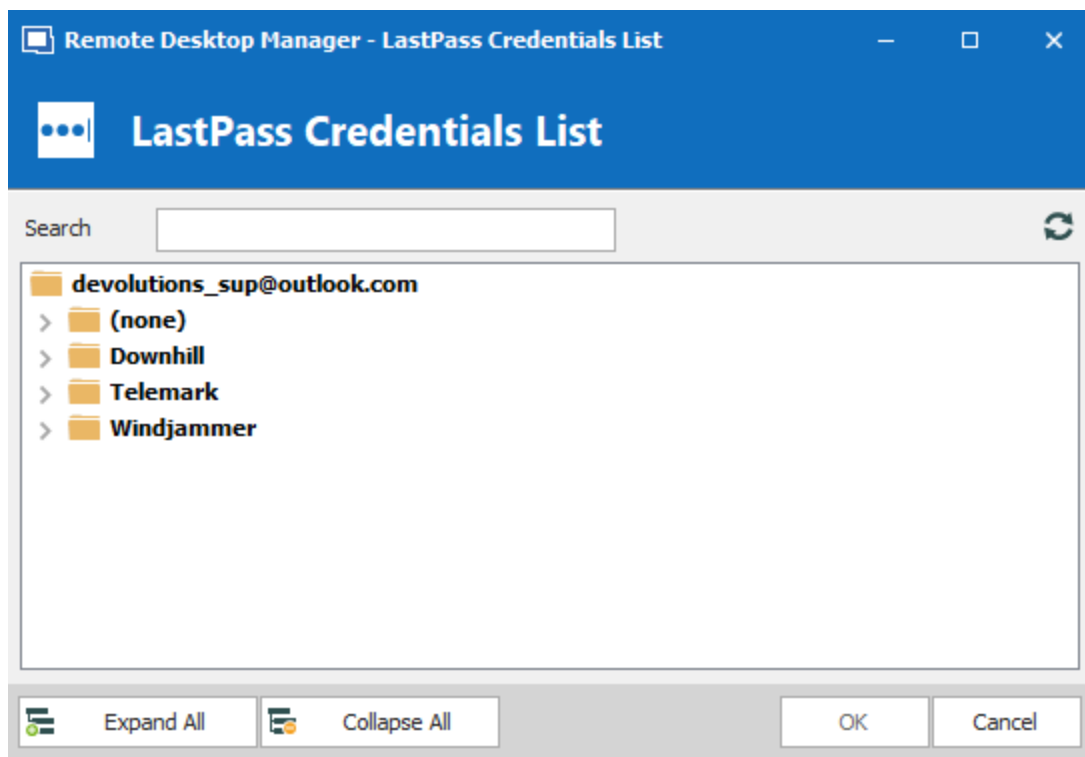 Remote Desktop Manager - LastPass Credentials List
LastPass Credentials List
Search
devolutions_sup@outlook.com
(none)
Downhill
Telemark
Windjammer
Expand All Collapse All OK Cancel